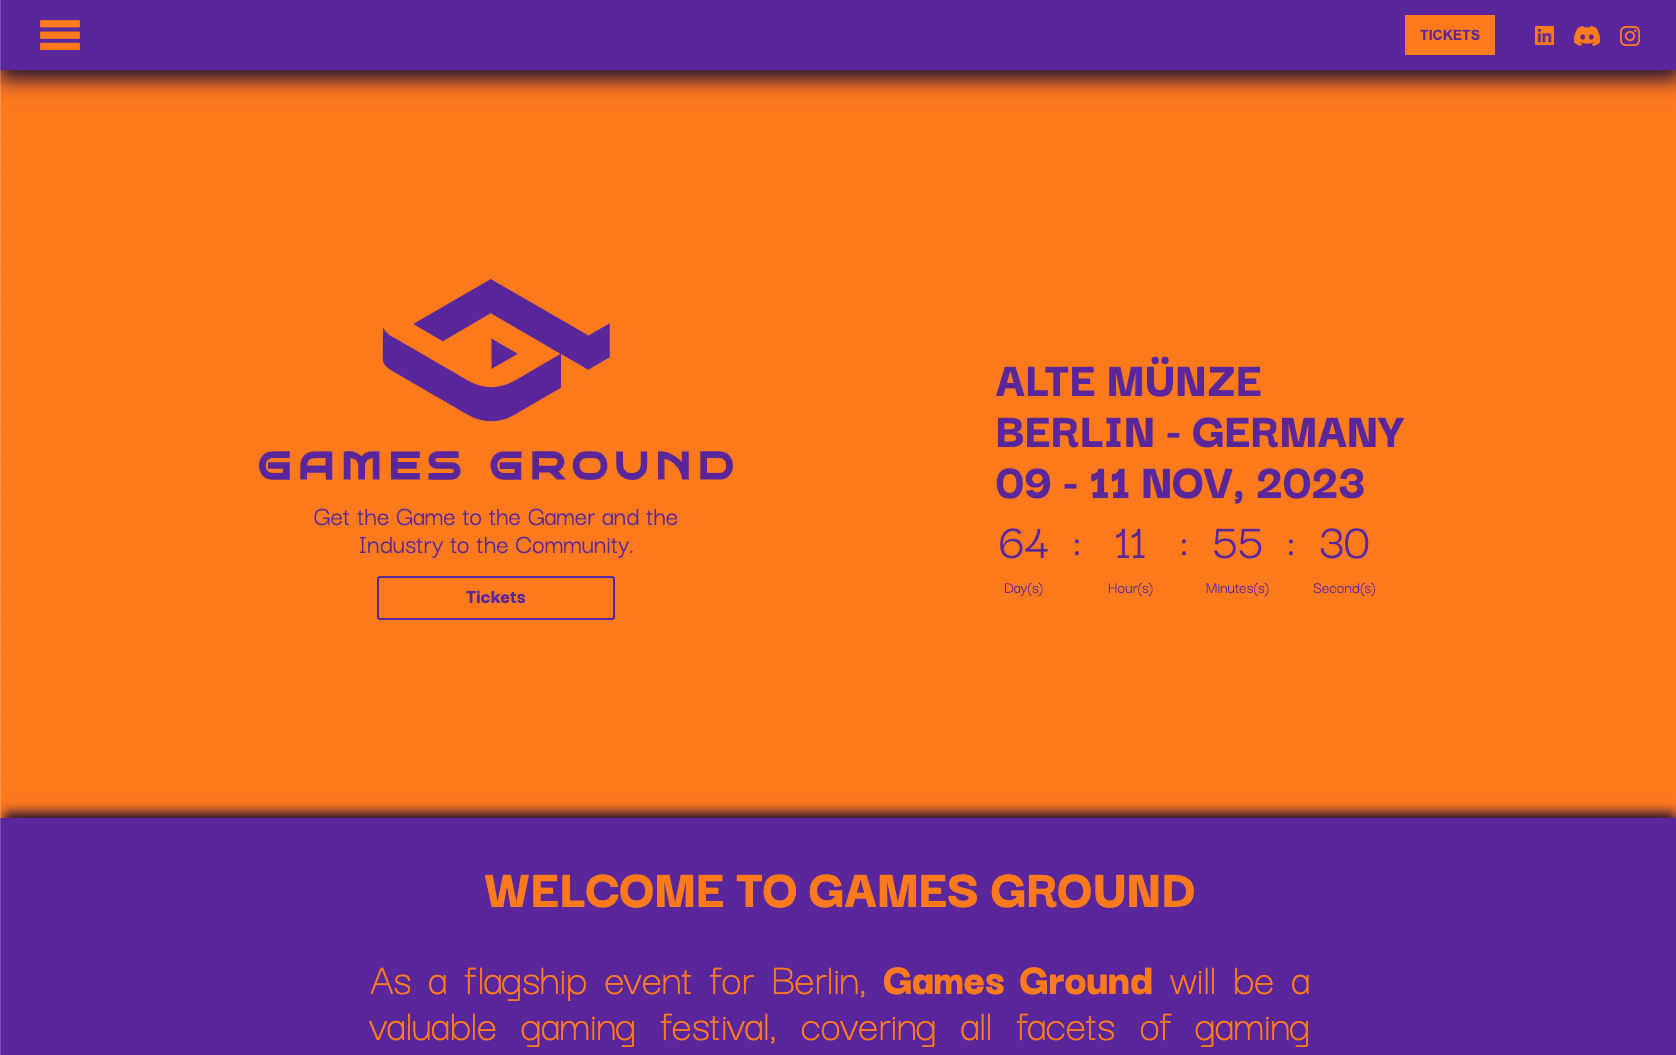 TICKETS
GAMES GROUND
Get the Game to the Gamer and the
Industry to the Community.
Tickets
ALTE MÜNZE
BERLIN - GERMANY
09 - 11 NOV, 2023
64 : 11 : 55 : 30
Day(s) Hour(s) Minutes(s) Second(s)
WELCOME TO GAMES GROUND
As a flagship event for Berlin, Games Ground will be a
valuable gaming festival, covering all facets of gaming